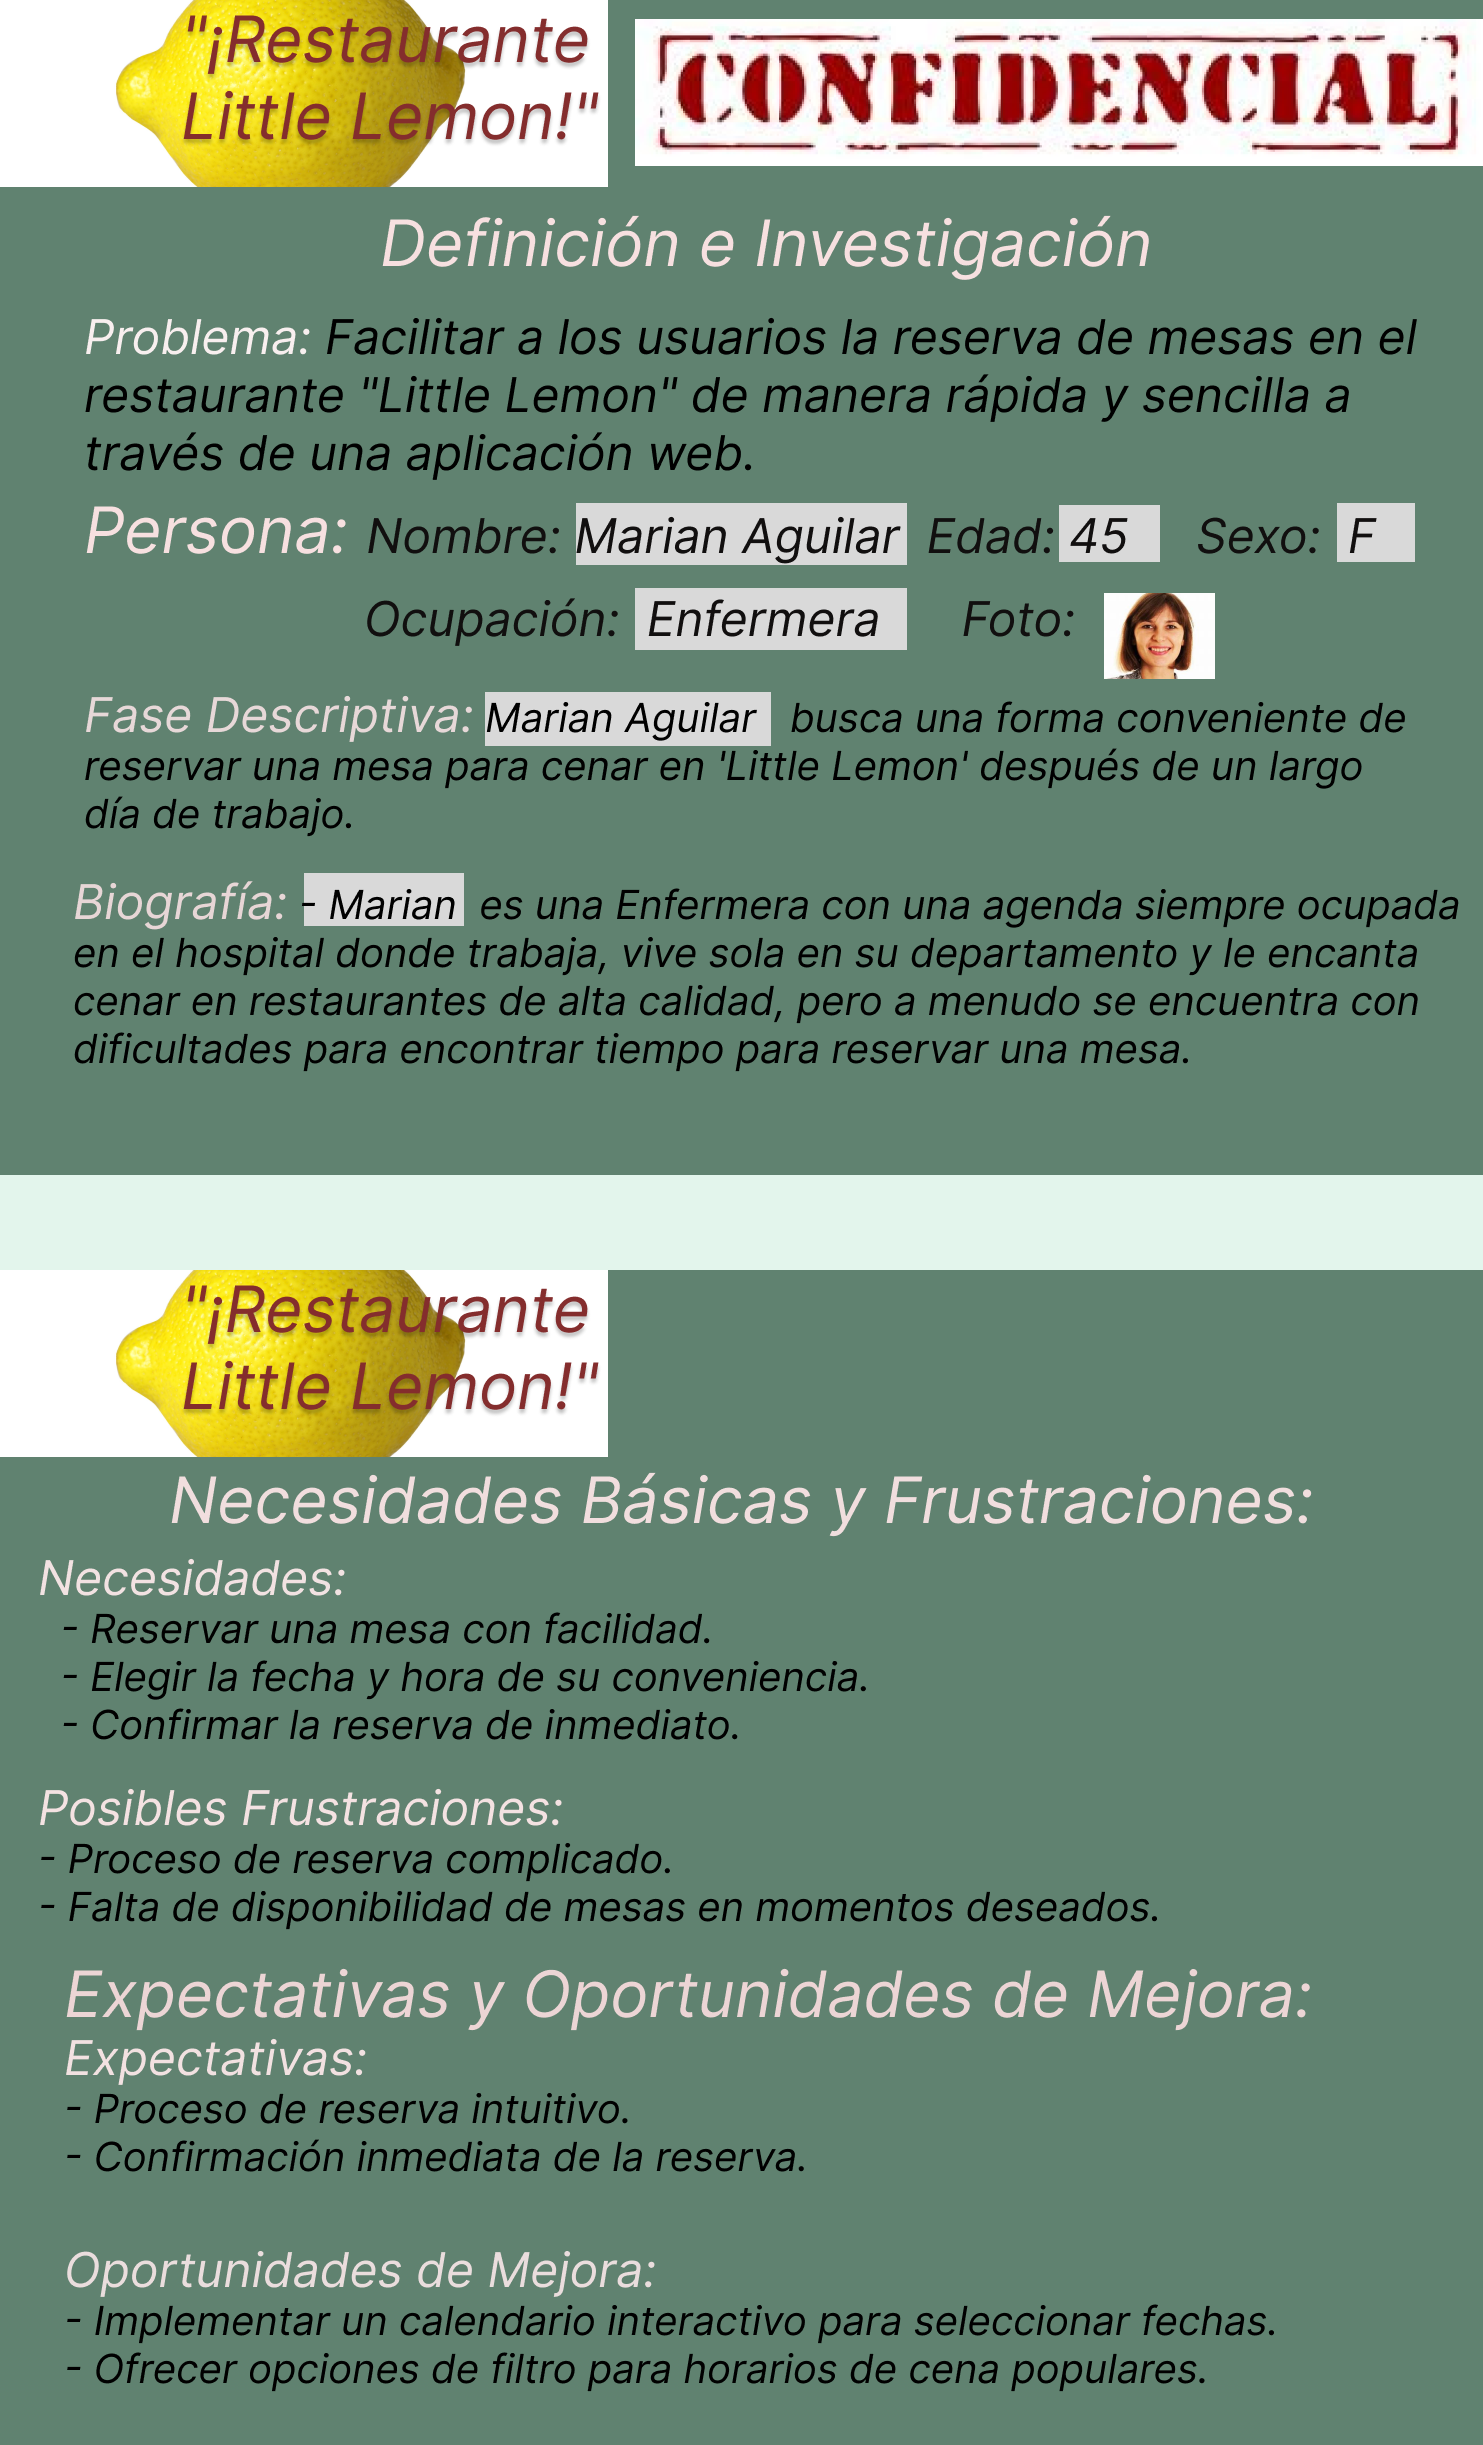 "¡Restaurante
Little Lemon!"
CONFIDENCIAL
Definición e Investigación
Problema: Facilitar a los usuarios la reserva de mesas en el
restaurante "Little Lemon" de manera rápida y sencilla a
través de una aplicación web.
Persona: Nombre: Marian Aguilar Edad: 45 Sexo: F
Ocupación: Enfermera Foto:
Fase Descriptiva: Marian Aguilar busca una forma conveniente de
reservar una mesa para cenar en 'Little Lemon' después de un largo
día de trabajo.
Biografía: - Marian es una Enfermera con una agenda siempre ocupada
en el hospital donde trabaja, vive sola en su departamento y le encanta
cenar en restaurantes de alta calidad, pero a menudo se encuentra con
dificultades para encontrar tiempo para reservar una mesa.
"¡Restaurante
Little Lemon!"
Necesidades Básicas y Frustraciones:
Necesidades:
- Reservar una mesa con facilidad.
- Elegir la fecha y hora de su conveniencia.
- Confirmar la reserva de inmediato.
Posibles Frustraciones:
- Proceso de reserva complicado.
- Falta de disponibilidad de mesas en momentos deseados.
Expectativas y Oportunidades de Mejora:
Expectativas:
- Proceso de reserva intuitivo.
- Confirmación inmediata de la reserva.
Oportunidades de Mejora:
- Implementar un calendario interactivo para seleccionar fechas.
- Ofrecer opciones de filtro para horarios de cena populares.